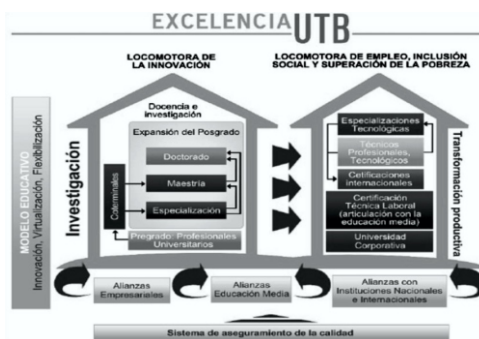 EXCELENCIA UTB
LOCOMOTORA DE
LA INNOVACIÓN
LOCOMOTORA DE EMPLEO, INCLUSIÓN
SOCIAL Y SUPERACIÓN DE LA POBREZA
MODELO EDUCATIVO
Innovación, Virtualización, Flexibilización
Investigación
Docencia e
investigación
Expansión del Posgrado
Doctorado
Maestría
Especialización
Coterminales
Pregrado: Profesionales
Universitarios
Especializaciones
Tecnológicas
Técnicos
Profesionales,
Tecnológicos
Cetificaciones
internacionales
Certificación
Técnica Laboral
(articulación con la
educación media)
Universidad
Corporativa
Transformación productiva
Alianzas
Empresariales
Alianzas
Educación Media
Alianzas con
Instituciones Nacionales
e Internacionales
Sistema de aseguramiento de la calidad